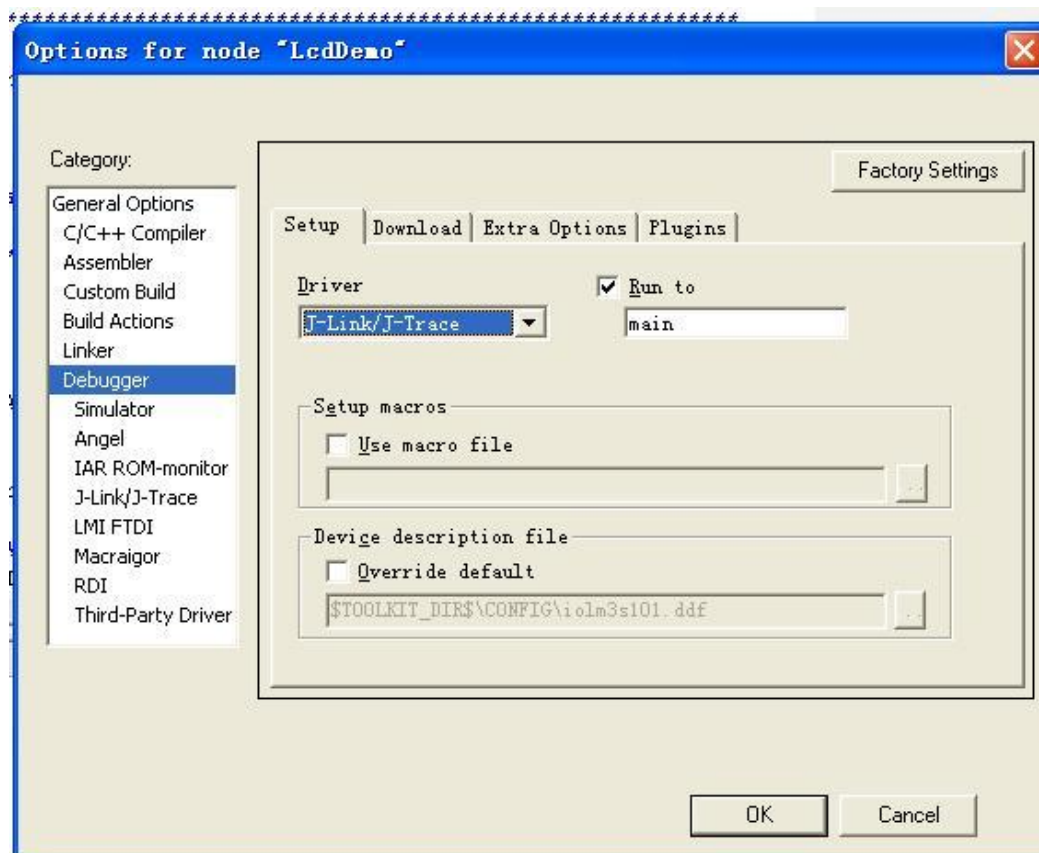 Options for node "LcdDemo"
Category:
Factory Settings
General Options
C/C++ Compiler
Assembler
Custom Build
Build Actions
Linker
Debugger
Simulator
Angel
IAR ROM-monitor
J-Link/J-Trace
LMI FTDI
Macraigor
RDI
Third-Party Driver
Setup
Download
Extra Options
Plugins
Driver
Run to
J-Link/J-Trace
main
Setup macros
Use macro file
Device description file
Override default
$TOOLKIT_DIR$\CONFIG\iolm3s101.ddf
OK
Cancel